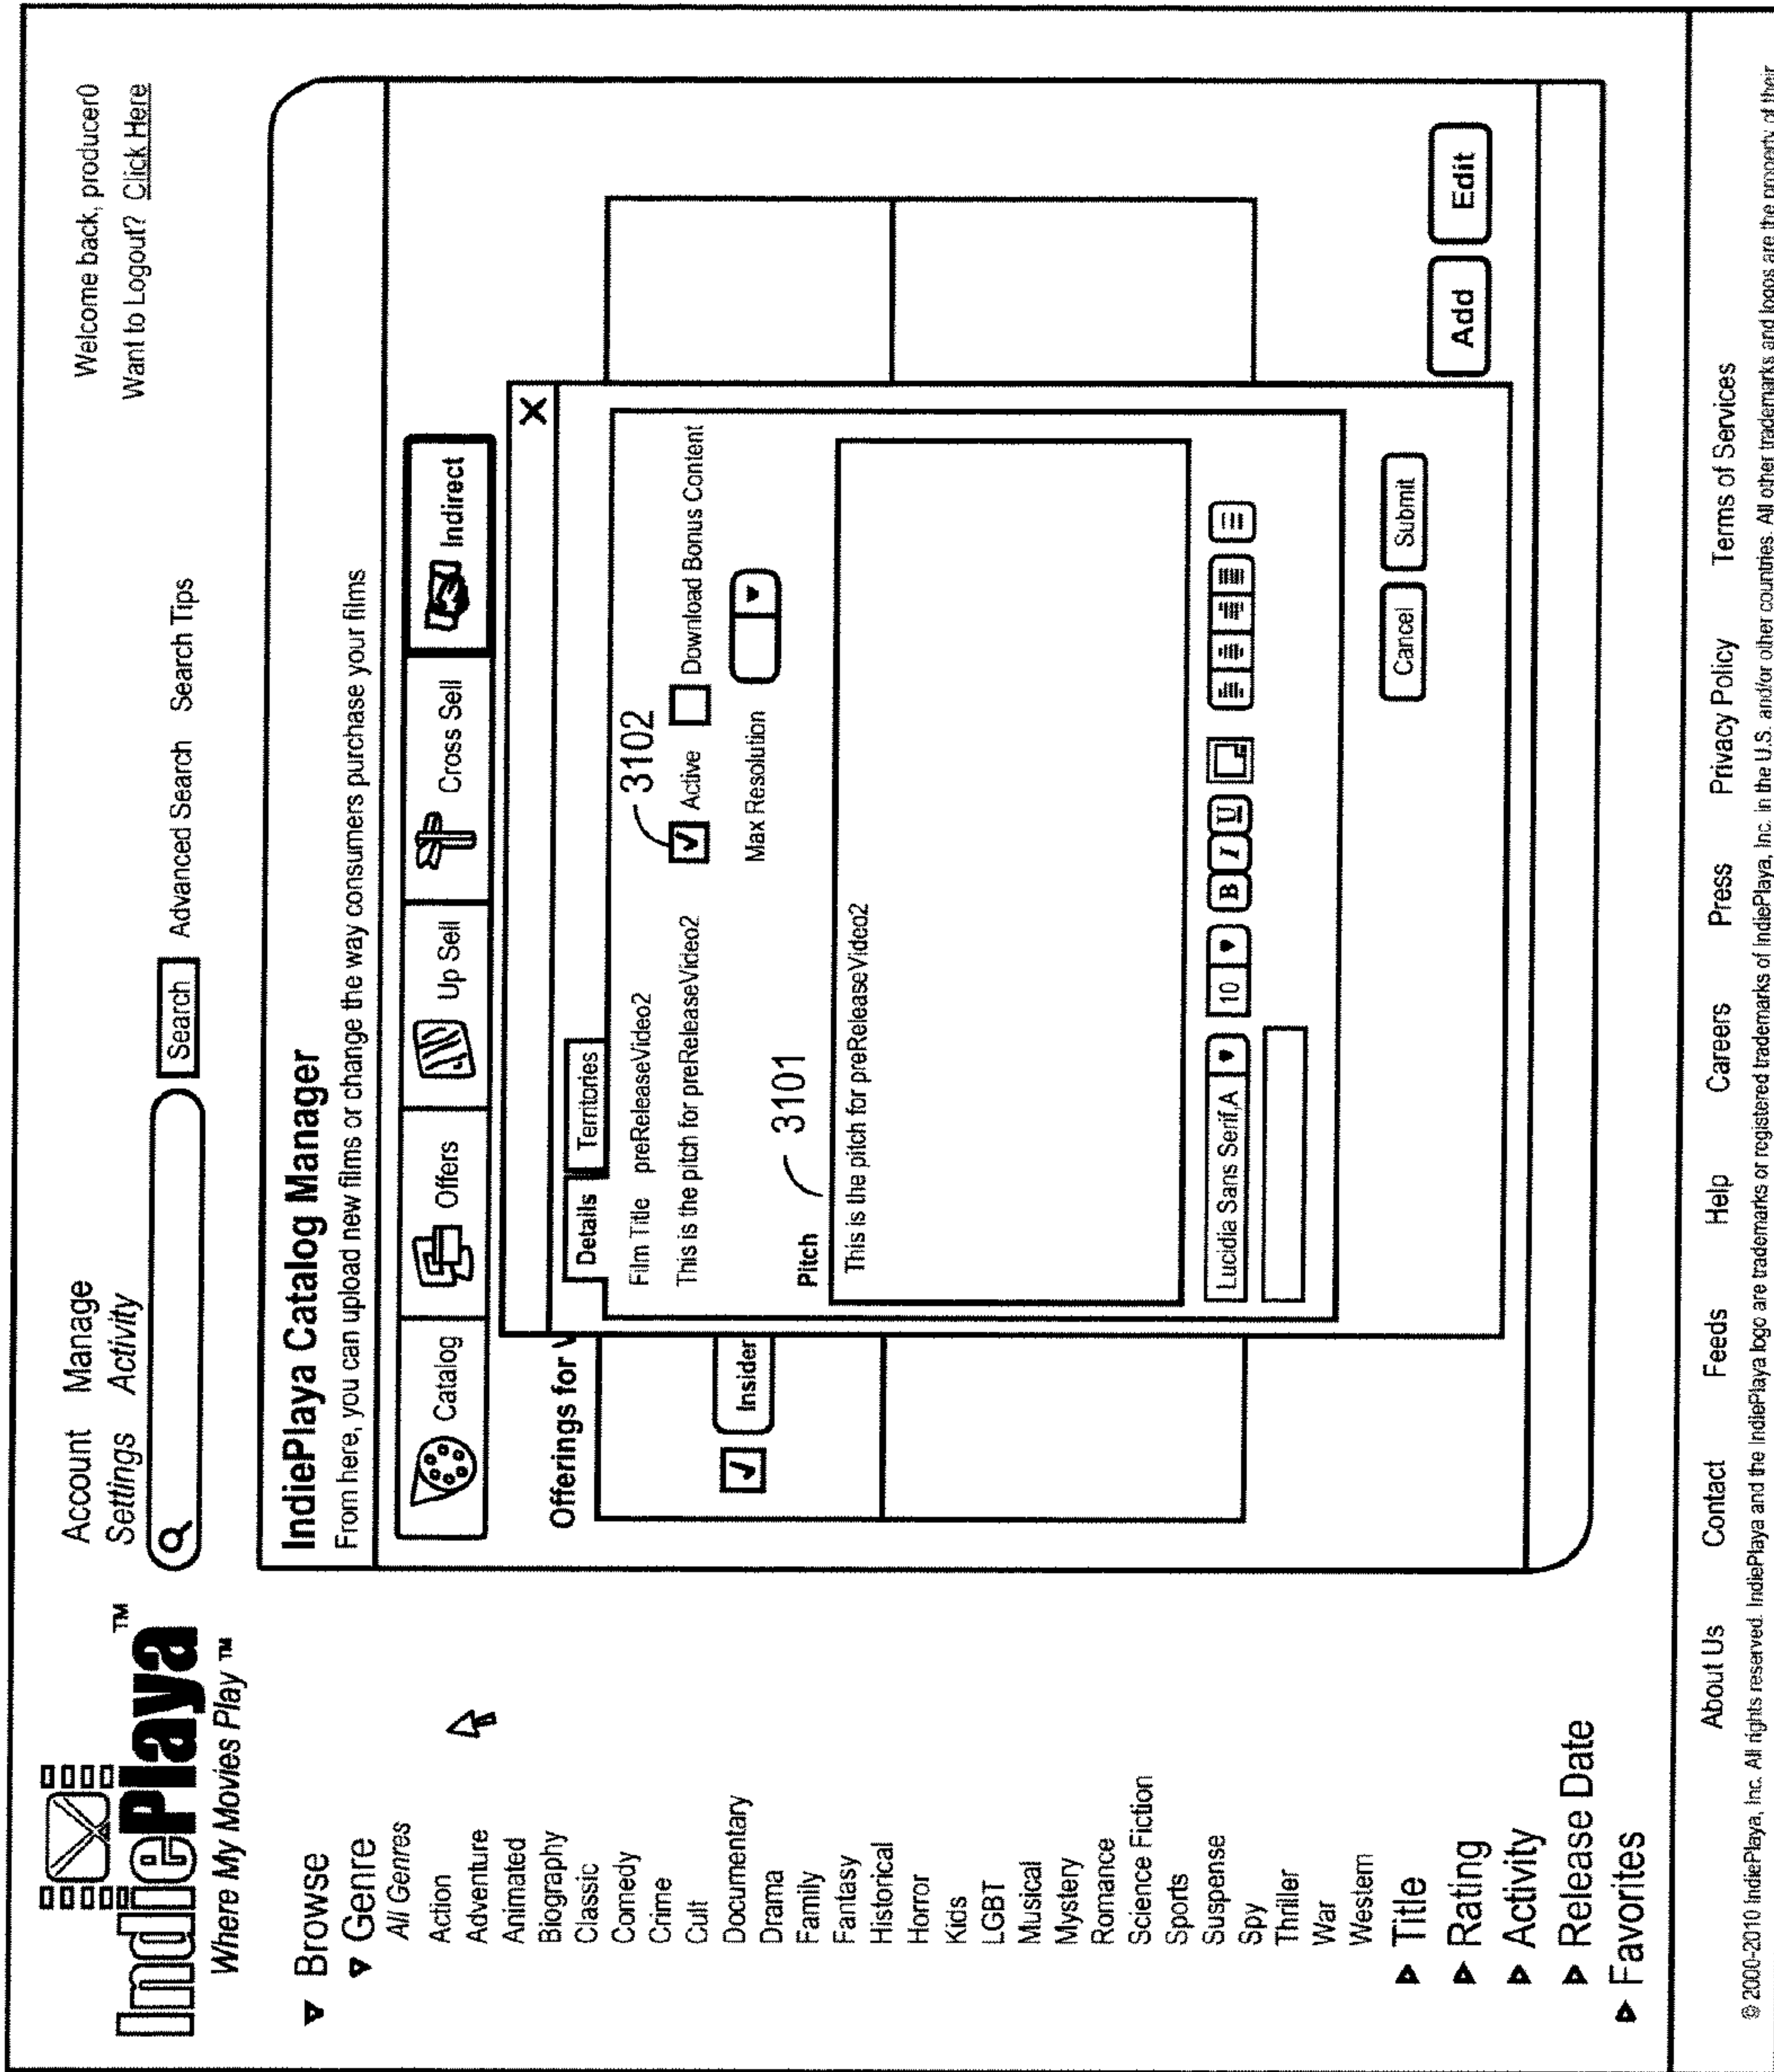 IndiePlaya™
Where My Movies Play ™
Account Manage
Settings Activity
Search Advanced Search Search Tips
Welcome back, producer0
Want to Logout? Click Here
Browse
Genre
All Genres
Action
Adventure
Animated
Biography
Classic
Comedy
Crime
Cult
Documentary
Drama
Family
Fantasy
Historical
Horror
Kids
LGBT
Musical
Mystery
Romance
Science Fiction
Sports
Suspense
Spy
Thriller
War
Western
Title
Rating
Activity
Release Date
Favorites
IndiePlaya Catalog Manager
From here, you can upload new films or change the way consumers purchase your films
Catalog Offers Up Sell Cross Sell Indirect
Offerings for
Insider
X
Details Territories
Film Title preReleaseVideo2
3102
This is the pitch for preReleaseVideo2
Active Download Bonus Content
Max Resolution
Pitch 3101
This is the pitch for preReleaseVideo2
Lucidia Sans Serif,A 10 B I U
Cancel Submit
Add Edit
About Us Contact Feeds Help Careers Press Privacy Policy Terms of Services
© 2000-2010 IndiePlaya, Inc. All rights reserved. IndiePlaya and the IndiePlaya logo are trademarks or registered trademarks of IndiePlaya, Inc. in the U.S. and/or other countries. All other trademarks and logos are the property of their